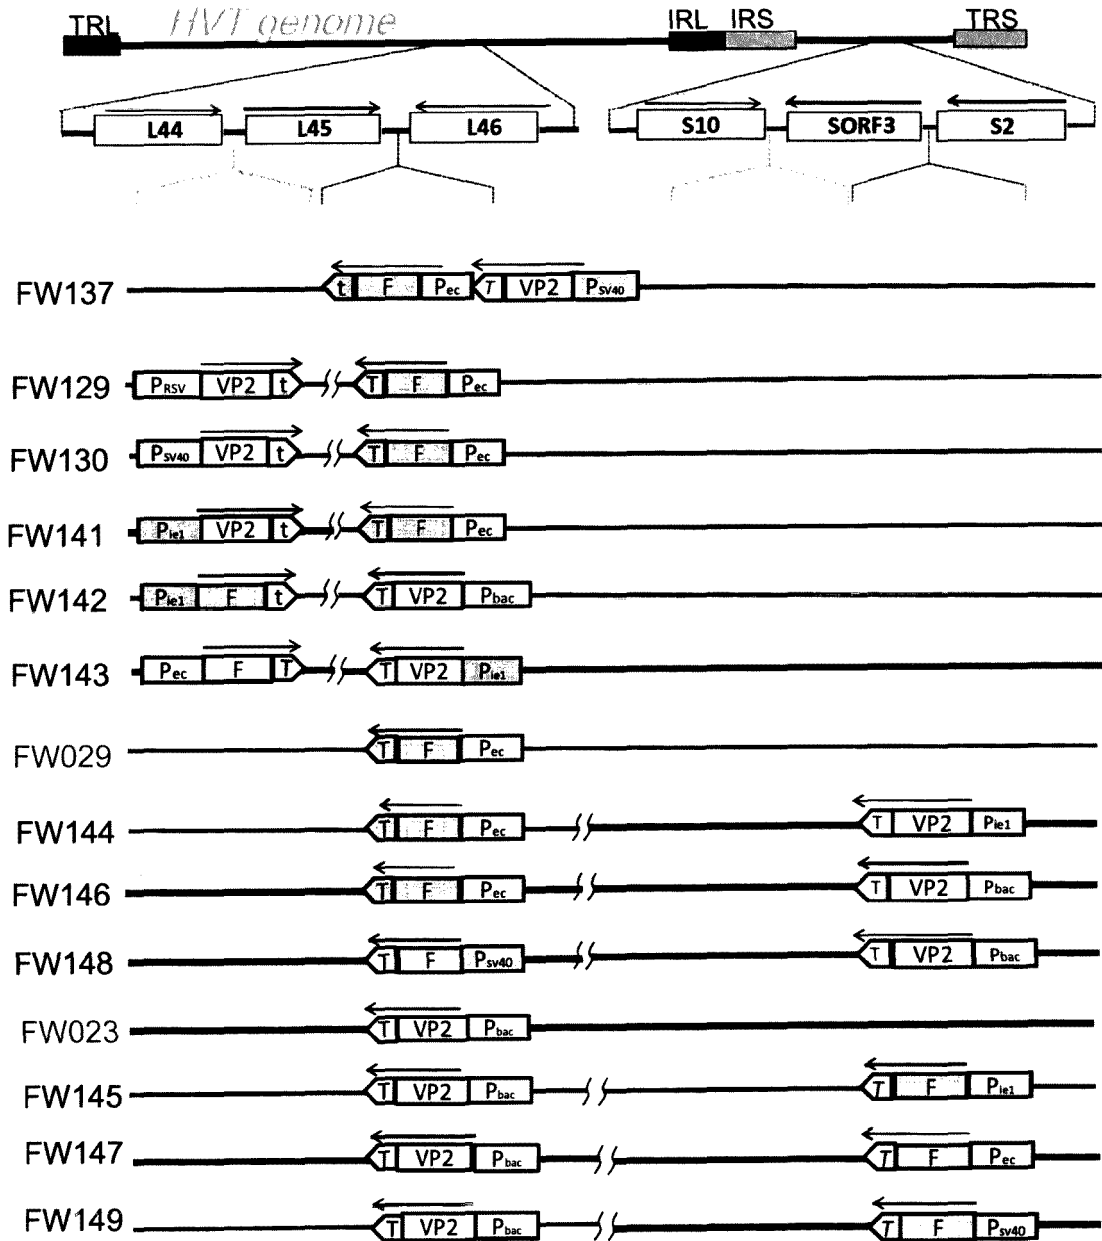 TRL HVT genome IRL IRS TRS
L44 L45 L46 S10 SORF3 S2
FW137 t F Pec T VP2 PSV40
FW129 PRSV VP2 t T F Pec
FW130 PSV40 VP2 t T F Pec
FW141 Pie1 VP2 t T F Pec
FW142 Pie1 F t T VP2 Pbac
FW143 Pec F T T VP2 Pie1
FW029 T F Pec
FW144 T F Pec T VP2 Pie1
FW146 T F Pec T VP2 Pbac
FW148 T F Psv40 T VP2 Pbac
FW023 T VP2 Pbac
FW145 T VP2 Pbac T F Pie1
FW147 T VP2 Pbac T F Pec
FW149 T VP2 Pbac T F Psv40